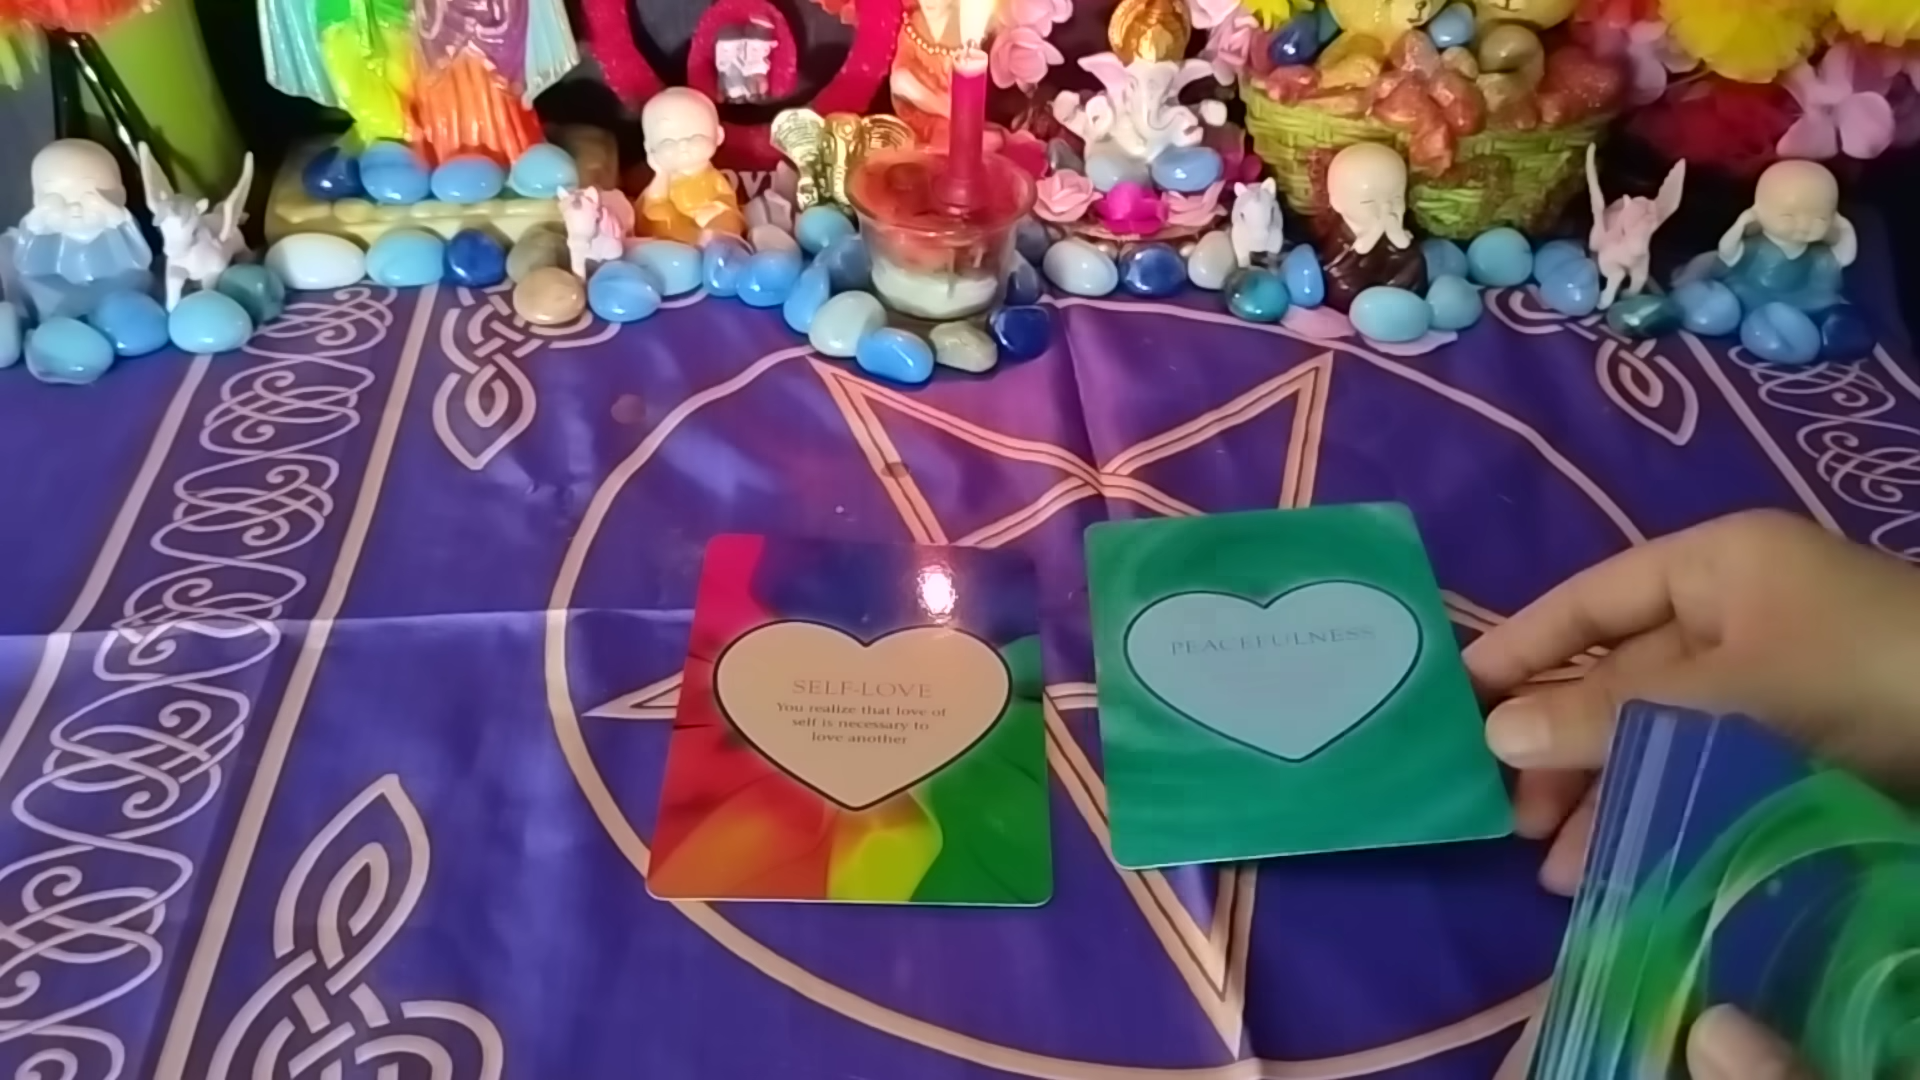 SELF-LOVE
You realize that love of
self is necessary to
love another
PEACEFULNESS